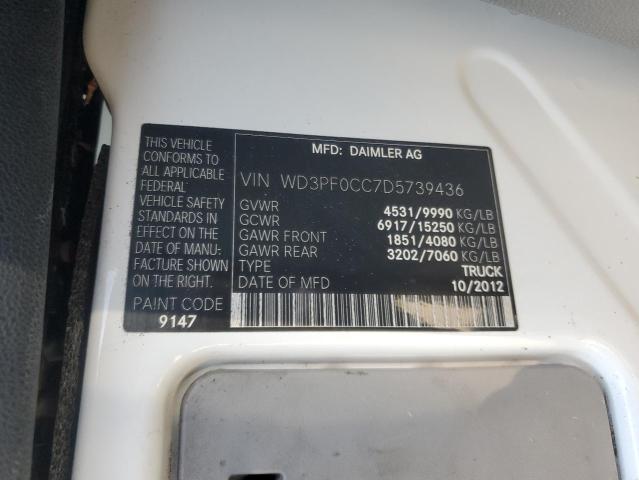 THIS VEHICLE
CONFORMS TO
ALL APPLICABLE
FEDERAL MOTOR
VEHICLE SAFETY
STANDARDS IN
EFFECT ON THE
DATE OF MANU-
FACTURE SHOWN
ON THE RIGHT.
PAINT CODE
9147
MFD: DAIMLER AG
VIN WD3PF0CC7D5739436
GVWR 4531/9990 KG/LB
GCWR 6917/15250 KG/LB
GAWR FRONT 1851/4080 KG/LB
GAWR REAR 3202/7060 KG/LB
TYPE TRUCK
DATE OF MFD 10/2012